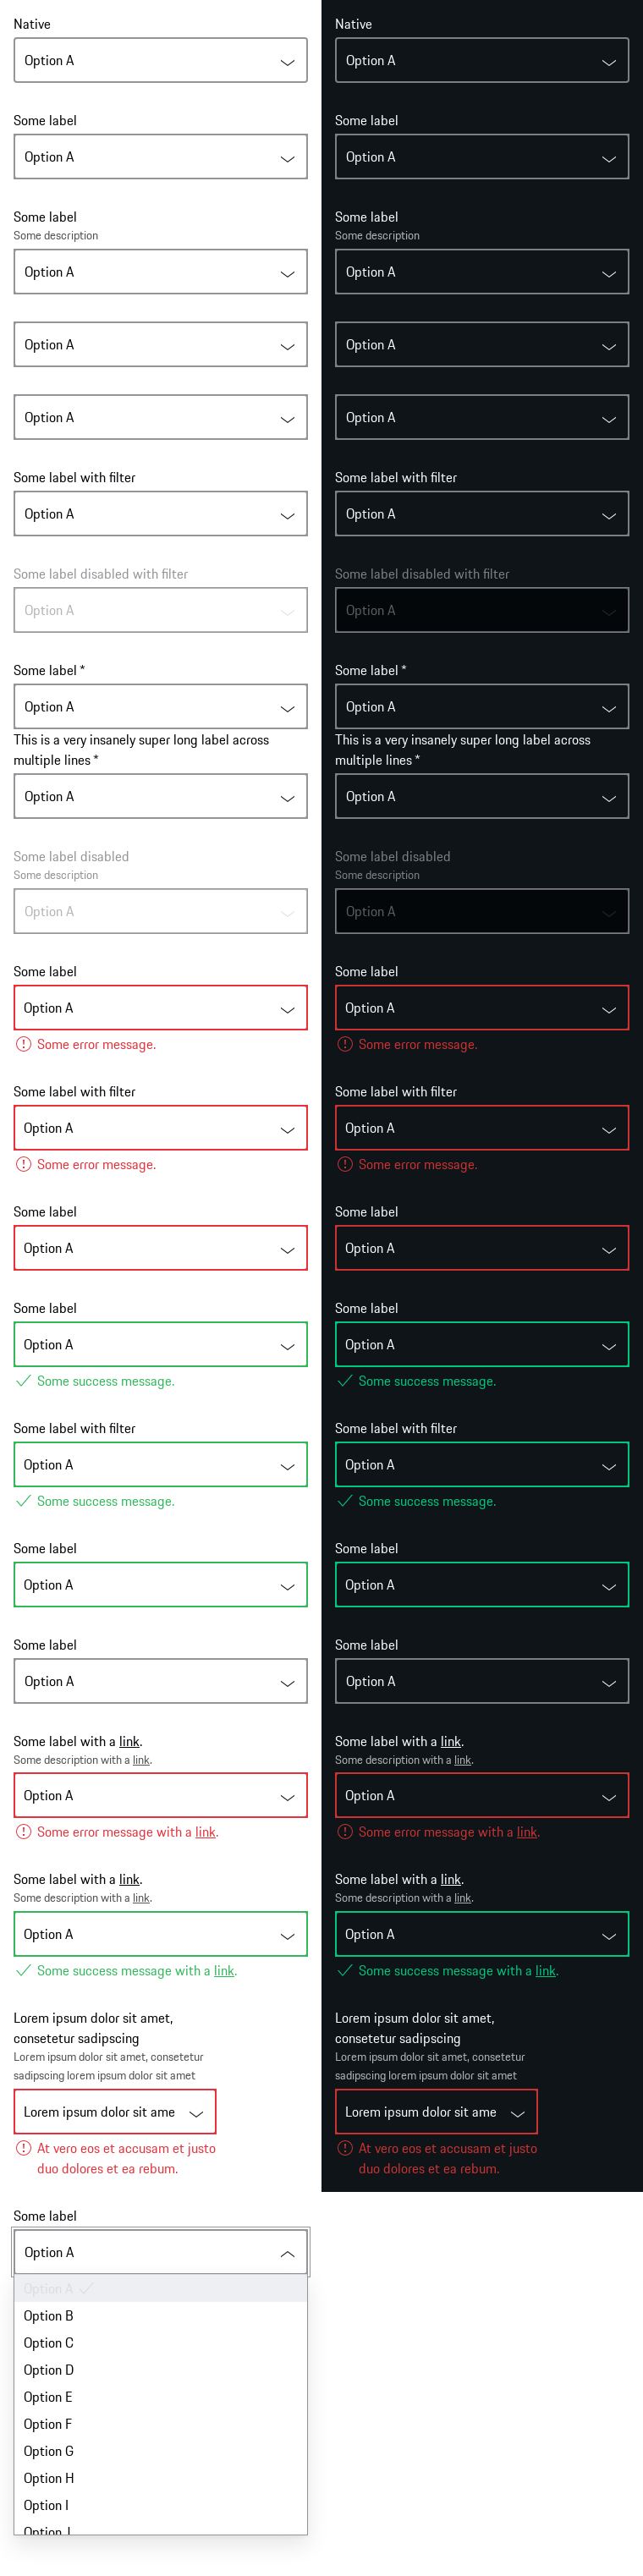 Native
Option A
Some label
Option A
Some label
Some description
Option A
Option A
Option A
Some label with filter
Option A
Some label disabled with filter
Option A
Some label *
Option A
This is a very insanely super long label across
multiple lines *
Option A
Some label disabled
Some description
Option A
Some label
Option A
Some error message.
Some label with filter
Option A
Some error message.
Some label
Option A
Some label
Option A
Some success message.
Some label with filter
Option A
Some success message.
Some label
Option A
Some label
Option A
Some label with a link.
Some description with a link.
Option A
Some error message with a link.
Some label with a link.
Some description with a link.
Option A
Some success message with a link.
Lorem ipsum dolor sit amet,
consetetur sadipscing
Lorem ipsum dolor sit amet, consetetur
sadipscing lorem ipsum dolor sit amet
Lorem ipsum dolor sit ame
At vero eos et accusam et justo
duo dolores et ea rebum.
Some label
Option A
Option A
Option B
Option C
Option D
Option E
Option F
Option G
Option H
Option I
Option J
Native
Option A
Some label
Option A
Some label
Some description
Option A
Option A
Option A
Some label with filter
Option A
Some label disabled with filter
Option A
Some label *
Option A
This is a very insanely super long label across
multiple lines *
Option A
Some label disabled
Some description
Option A
Some label
Option A
Some error message.
Some label with filter
Option A
Some error message.
Some label
Option A
Some label
Option A
Some success message.
Some label with filter
Option A
Some success message.
Some label
Option A
Some label
Option A
Some label with a link.
Some description with a link.
Option A
Some error message with a link.
Some label with a link.
Some description with a link.
Option A
Some success message with a link.
Lorem ipsum dolor sit amet,
consetetur sadipscing
Lorem ipsum dolor sit amet, consetetur
sadipscing lorem ipsum dolor sit amet
Lorem ipsum dolor sit ame
At vero eos et accusam et justo
duo dolores et ea rebum.